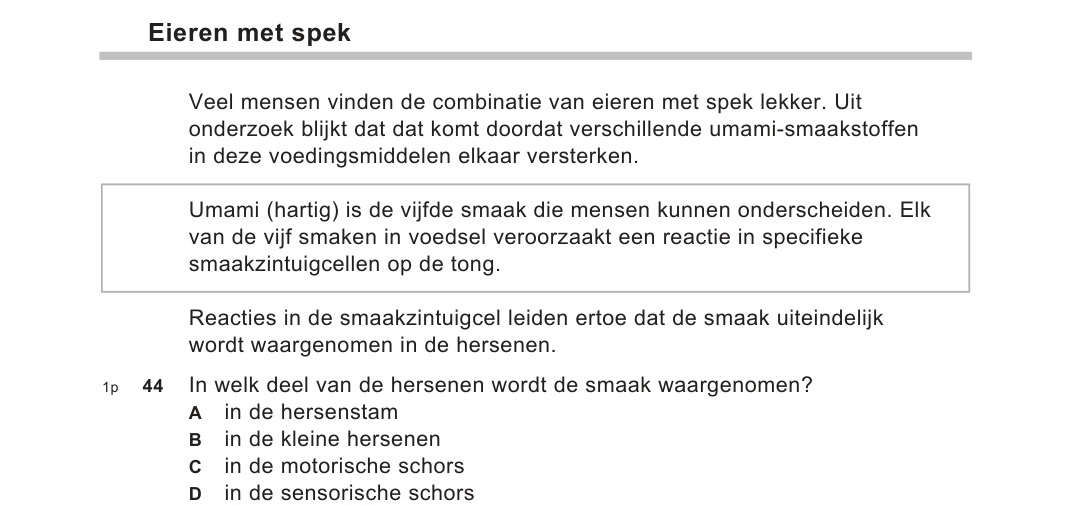 Eieren met spek
Veel mensen vinden de combinatie van eieren met spek lekker. Uit
onderzoek blijkt dat dat komt doordat verschillende umami-smaakstoffen
in deze voedingsmiddelen elkaar versterken.
Umami (hartig) is de vijfde smaak die mensen kunnen onderscheiden. Elk
van de vijf smaken in voedsel veroorzaakt een reactie in specifieke
smaakzintuigcellen op de tong.
Reacties in de smaakzintuigcel leiden ertoe dat de smaak uiteindelijk
wordt waargenomen in de hersenen.
1p 44 In welk deel van de hersenen wordt de smaak waargenomen?
A in de hersenstam
B in de kleine hersenen
C in de motorische schors
D in de sensorische schors